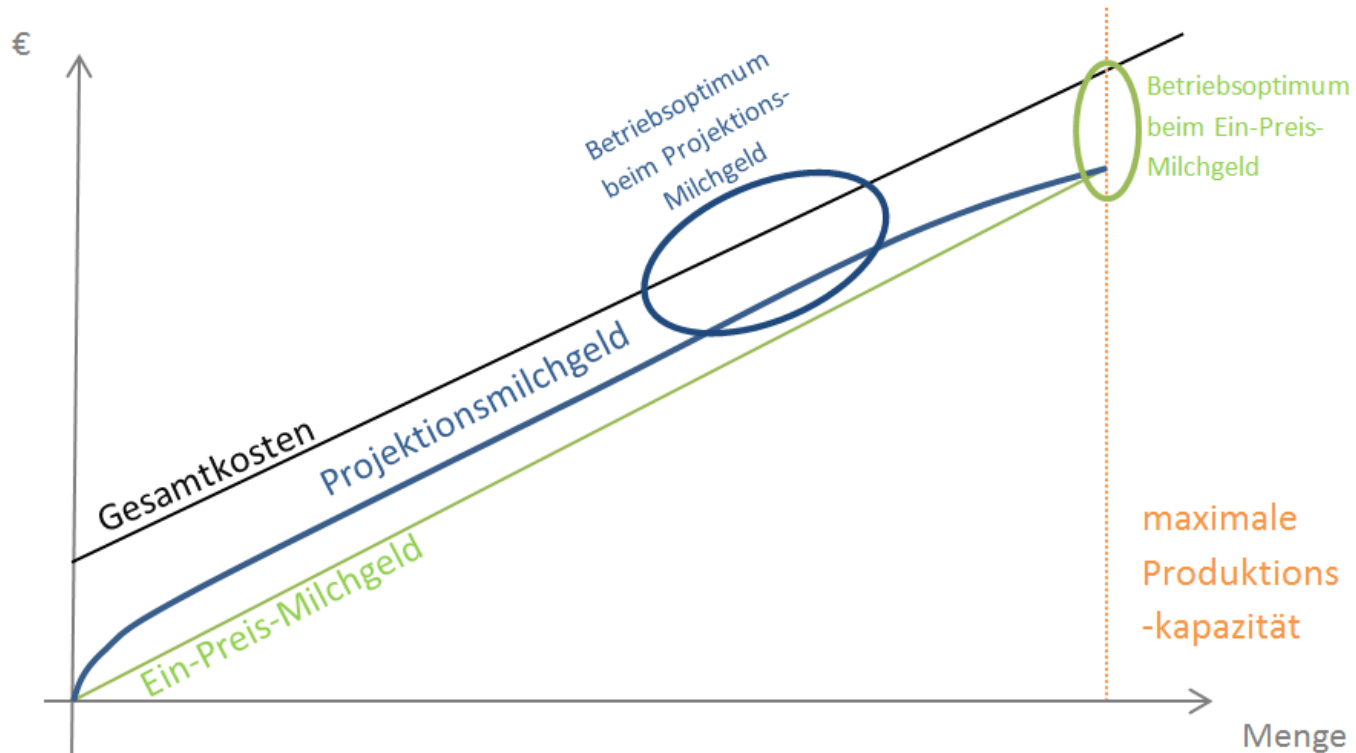 €
Betriebsoptimum
beim Projektions-
Milchgeld
Betriebsoptimum
beim Ein-Preis-
Milchgeld
Gesamtkosten
Projektionsmilchgeld
Ein-Preis-Milchgeld
maximale
Produktions
-kapazität
Menge